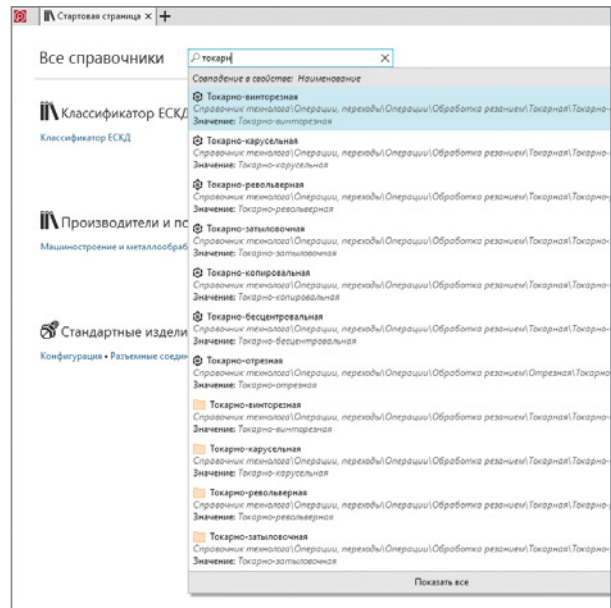 Стартовая страница × +
Все справочники
токарн ×
Совпадение в свойстве: Наименование
Токарно-винторезная
Справочник технолога\Операции, переходы\Операции\Обработка резанием\Токарная\Токарно-
Значение: Токарно-винторезная
Классификатор ЕСКД
Классификатор ЕСКД
Токарно-карусельная
Справочник технолога\Операции, переходы\Операции\Обработка резанием\Токарная\Токарно-
Значение: Токарно-карусельная
Токарно-револьверная
Справочник технолога\Операции, переходы\Операции\Обработка резанием\Токарная\Токарно-
Значение: Токарно-револьверная
Производители и по
Машиностроение и металлообраб
Токарно-затыловочная
Справочник технолога\Операции, переходы\Операции\Обработка резанием\Токарная\Токарно-
Значение: Токарно-затыловочная
Токарно-копировальная
Справочник технолога\Операции, переходы\Операции\Обработка резанием\Токарная\Токарно-
Значение: Токарно-копировальная
Токарно-бесцентровальная
Справочник технолога\Операции, переходы\Операции\Обработка резанием\Токарная\Токарно-
Значение: Токарно-бесцентровальная
Стандартные издели
Конфигурация • Разъемные соедин
Токарно-отрезная
Справочник технолога\Операции, переходы\Операции\Обработка резанием\Отрезная\Токарно
Значение: Токарно-отрезная
Токарно-винторезная
Справочник технолога\Операции, переходы\Операции\Обработка резанием\Токарная\Токарно-
Значение: Токарно-винторезная
Токарно-карусельная
Справочник технолога\Операции, переходы\Операции\Обработка резанием\Токарная\Токарно-
Значение: Токарно-карусельная
Токарно-револьверная
Справочник технолога\Операции, переходы\Операции\Обработка резанием\Токарная\Токарно-
Значение: Токарно-револьверная
Токарно-затыловочная
Справочник технолога\Операции, переходы\Операции\Обработка резанием\Токарная\Токарно-
Значение: Токарно-затыловочная
Показать все